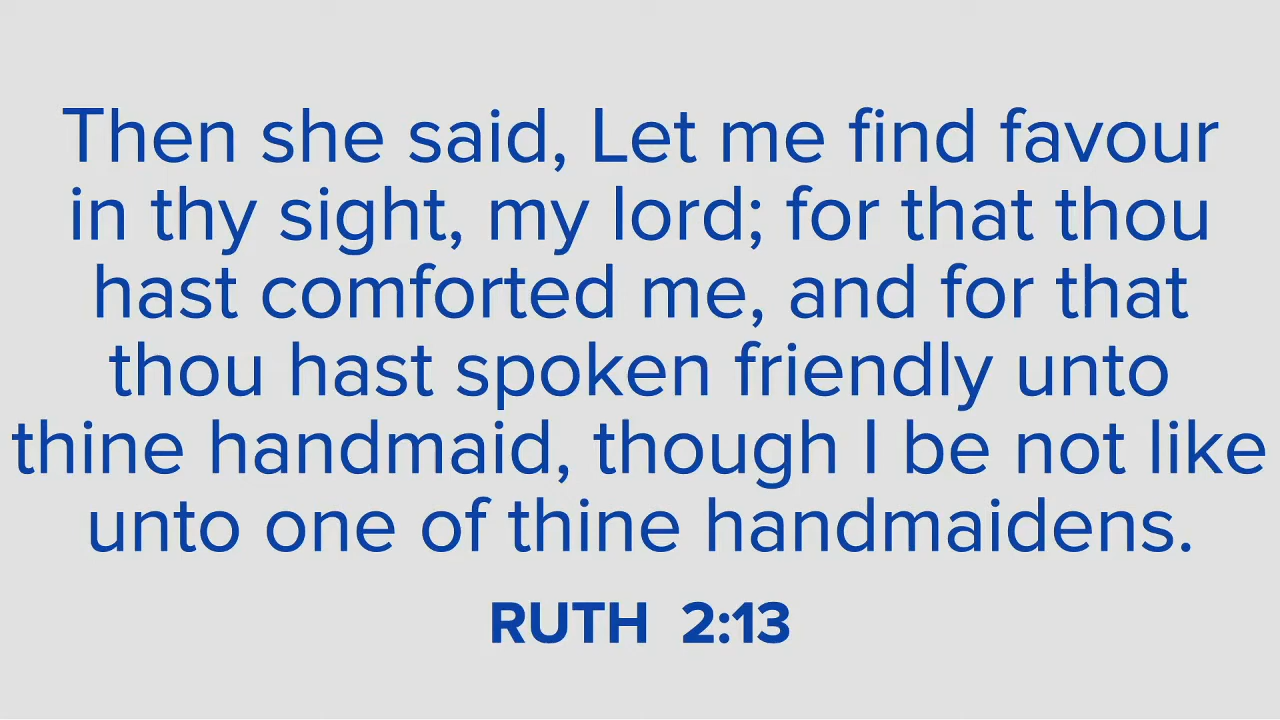 Then she said, Let me find favour
in thy sight, my lord; for that thou
hast comforted me, and for that
thou hast spoken friendly unto
thine handmaid, though I be not like
unto one of thine handmaidens.
RUTH 2:13